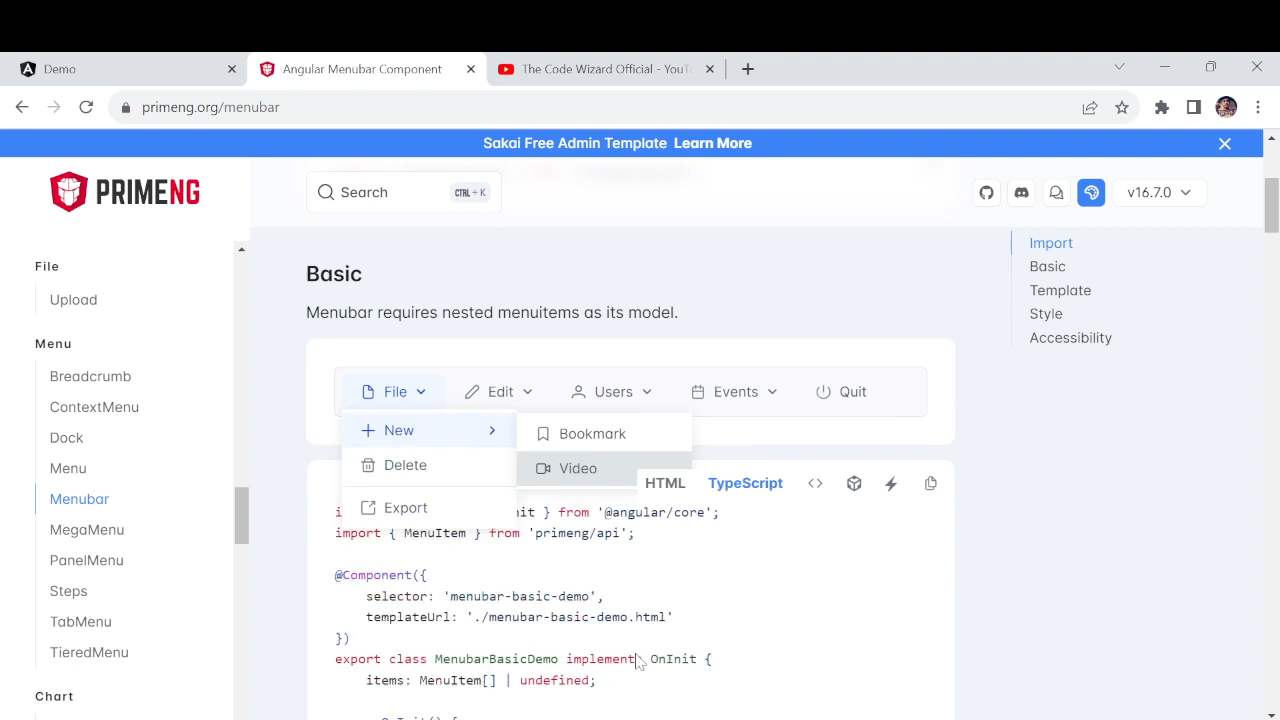 Demo
Angular Menubar Component
The Code Wizard Official - YouT
primeng.org/menubar
Sakai Free Admin Template Learn More
PRIMENG
Search
CTRL + K
v16.7.0
File
Upload
Menu
Breadcrumb
ContextMenu
Dock
Menu
Menubar
MegaMenu
PanelMenu
Steps
TabMenu
TieredMenu
Chart
Basic
Menubar requires nested menuitems as its model.
File
Edit
Users
Events
Quit
New
Bookmark
Delete
Video
Export
HTML
TypeScript
nit } from '@angular/core';
import { MenuItem } from 'primeng/api';
@Component({
selector: 'menubar-basic-demo',
templateUrl: './menubar-basic-demo.html'
})
export class MenubarBasicDemo implement OnInit {
items: MenuItem[] | undefined;
Import
Basic
Template
Style
Accessibility